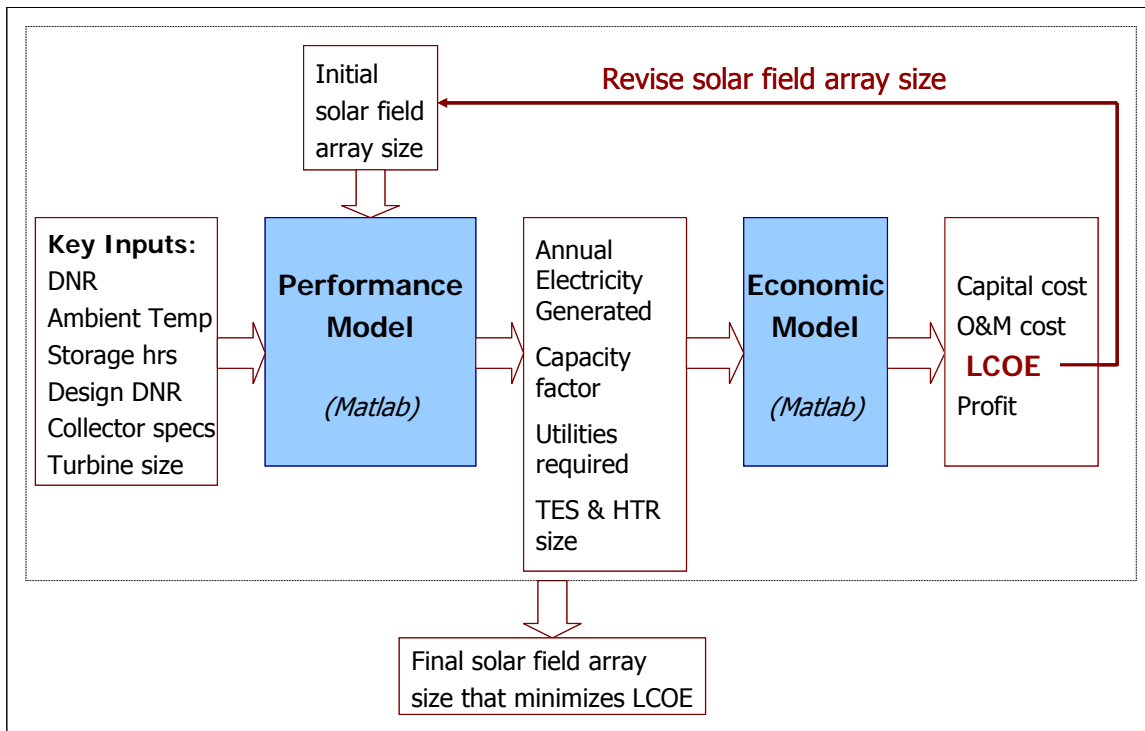 Initial
solar field
array size
Revise solar field array size
Key Inputs:
DNR
Ambient Temp
Storage hrs
Design DNR
Collector specs
Turbine size
Performance
Model
(Matlab)
Annual
Electricity
Generated
Capacity
factor
Utilities
required
TES & HTR
size
Economic
Model
(Matlab)
Capital cost
O&M cost
LCOE
Profit
Final solar field array
size that minimizes LCOE